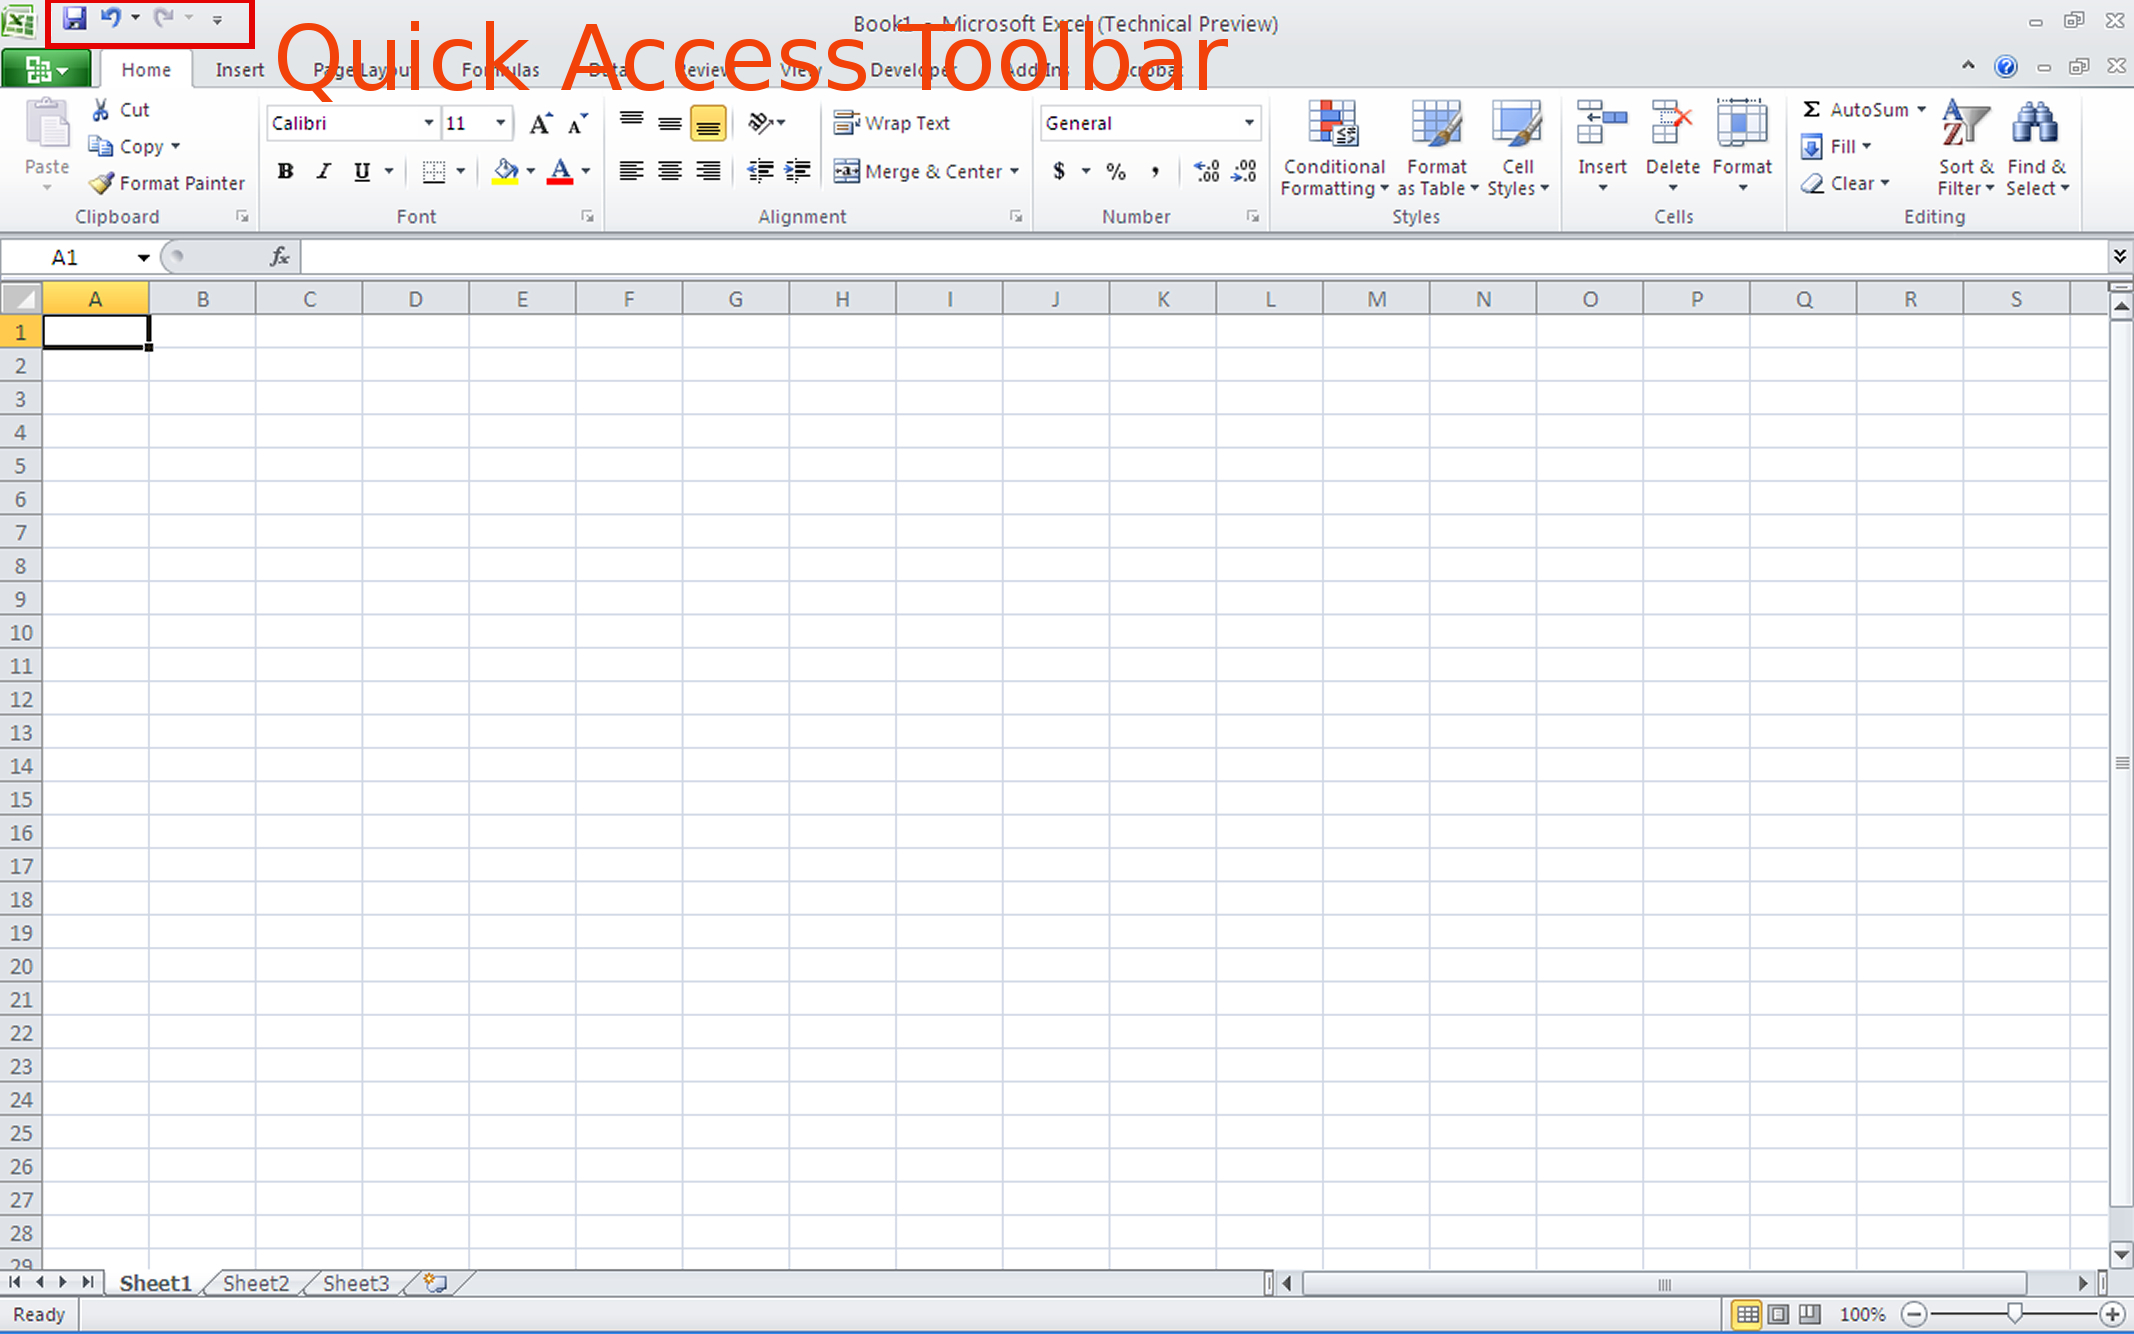 Book1 - Microsoft Excel (Technical Preview)
Quick Access Toolbar
Home Insert Page Layout Formulas Data Review View Developer Add-Ins Acrobat
Paste
Cut
Copy
Format Painter
Clipboard
Calibri 11
B I U
Font
Wrap Text
Merge & Center
Alignment
General
$ % ,
Number
Conditional Formatting
Format as Table
Cell Styles
Styles
Insert Delete Format
Cells
Σ AutoSum
Fill
Clear
Sort & Filter
Find & Select
Editing
A1 fx
A B C D E F G H I J K L M N O P Q R S
1
2
3
4
5
6
7
8
9
10
11
12
13
14
15
16
17
18
19
20
21
22
23
24
25
26
27
28
29
Sheet1 Sheet2 Sheet3
Ready 100%